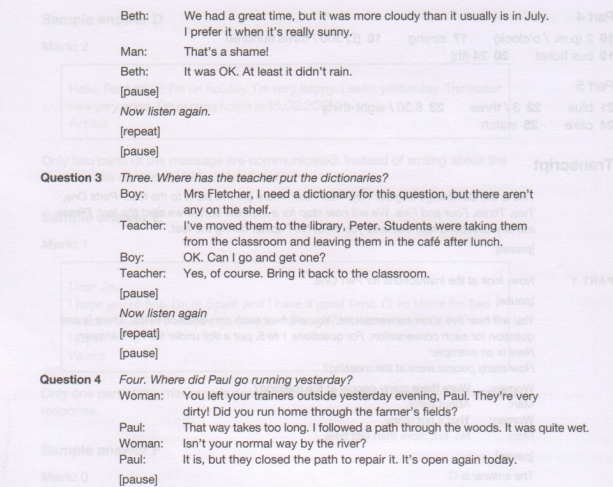 Beth: We had a great time, but it was more cloudy than it usually is in July.
I prefer it when it's really sunny.
Man: That's a shame!
Beth: It was OK. At least it didn't rain.
[pause]
Now listen again.
[repeat]
[pause]
Question 3 Three. Where has the teacher put the dictionaries?
Boy: Mrs Fletcher, I need a dictionary for this question, but there aren't
any on the shelf.
Teacher: I've moved them to the library, Peter. Students were taking them
from the classroom and leaving them in the café after lunch.
Boy: OK. Can I go and get one?
Teacher: Yes, of course. Bring it back to the classroom.
[pause]
Now listen again
[repeat]
[pause]
Question 4 Four. Where did Paul go running yesterday?
Woman: You left your trainers outside yesterday evening, Paul. They're very
dirty! Did you run home through the farmer's fields?
Paul: That way takes too long. I followed a path through the woods. It was quite wet.
Woman: Isn't your normal way by the river?
Paul: It is, but they closed the path to repair it. It's open again today.
[pause]